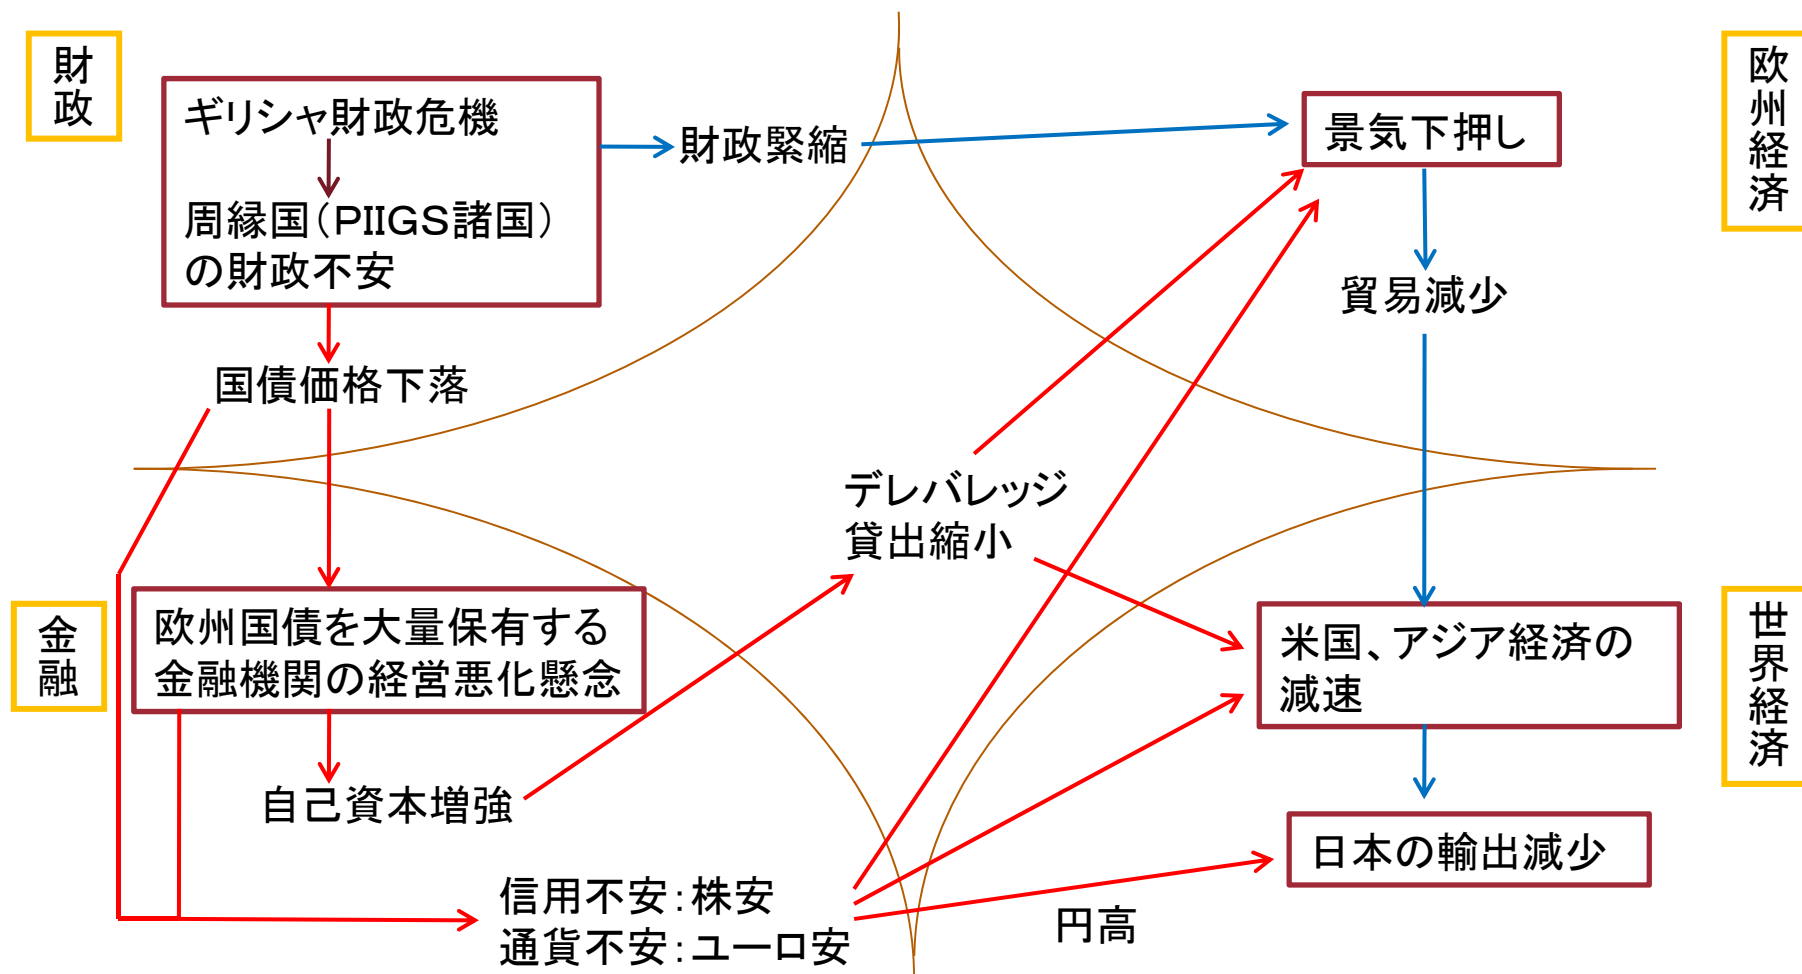 財政
ギリシャ財政危機
周縁国（PIIGS諸国）
の財政不安
財政緊縮
景気下押し
欧州経済
貿易減少
国債価格下落
デレバレッジ
貸出縮小
金融
欧州国債を大量保有する
金融機関の経営悪化懸念
米国、アジア経済の
減速
世界経済
自己資本増強
日本の輸出減少
信用不安：株安
通貨不安：ユーロ安
円高